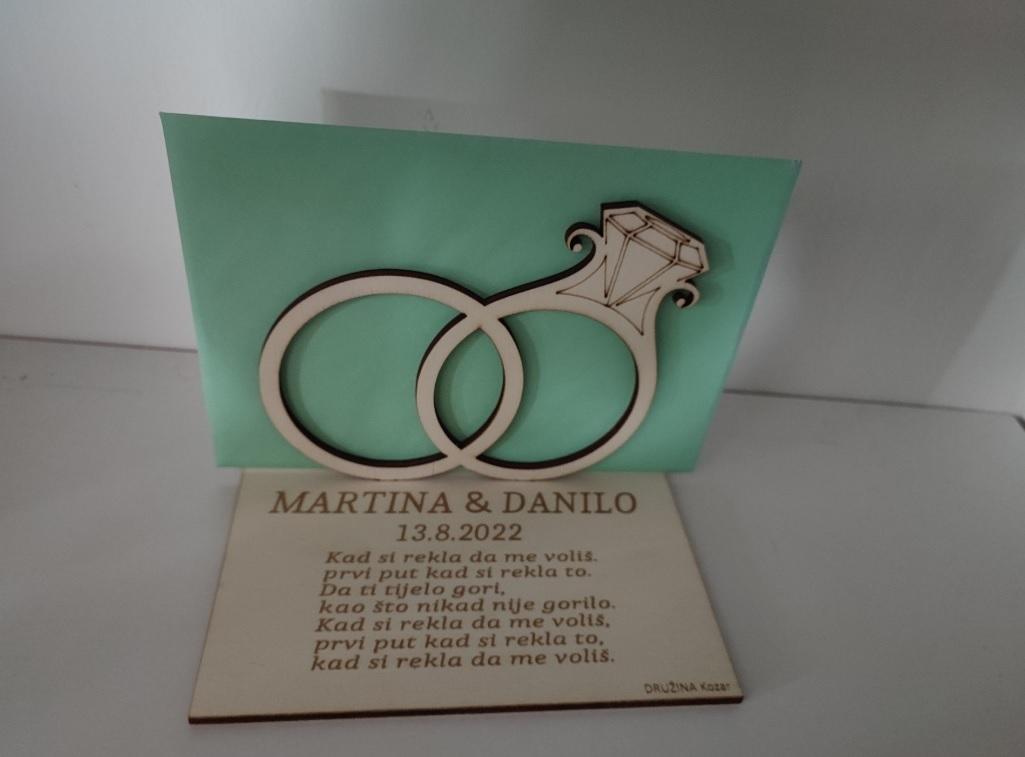 MARTINA & DANILO
13.8.2022
Kad si rekla da me voliš.
prvi put kad si rekla to.
Da ti tijelo gori,
kao što nikad nije gorilo.
Kad si rekla da me voliš,
prvi put kad si rekla to,
kad si rekla da me voliš.
DRUŽINA Kozar